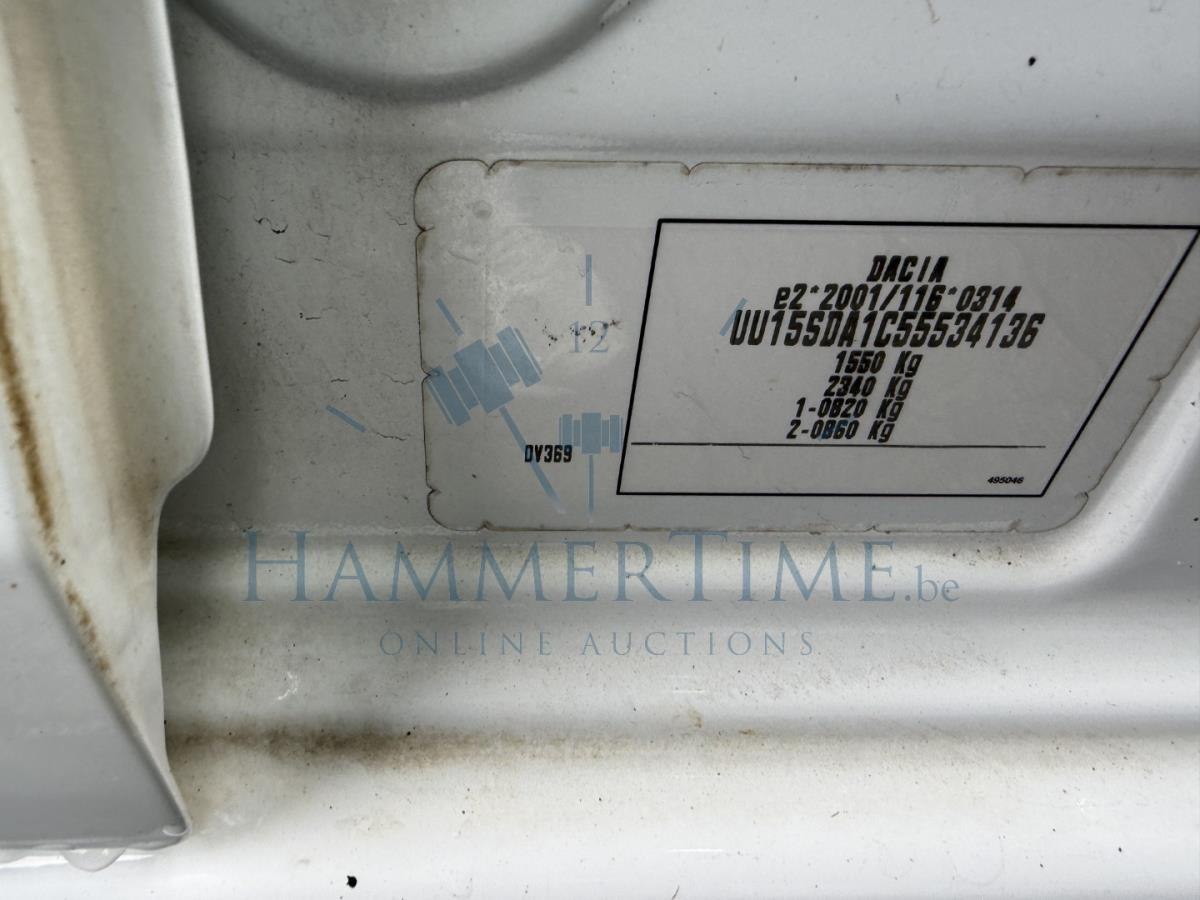 DACIA
e2*2001/116*0314
UU15SDA1C55534136
1550 Kg
2340 Kg
1-0820 Kg
2-0860 Kg
DV369
495046
12
HAMMERTIME.be
ONLINE AUCTIONS